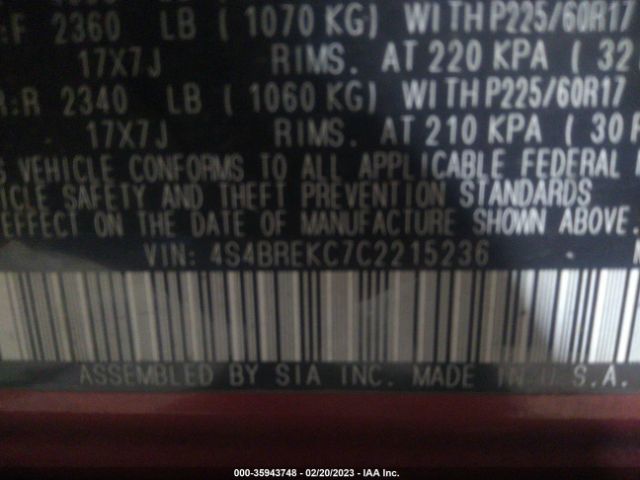 :F 2360 LB ( 1070 KG) WITH P225/60R17
17X7J RIMS. AT 220 KPA ( 32
R:R 2340 LB ( 1060 KG) WITH P225/60R17
17X7J RIMS. AT 210 KPA ( 30
VEHICLE CONFORMS TO ALL APPLICABLE FEDERAL
ICLE SAFETY AND THEFT PREVENTION STANDARDS
EFFECT ON THE DATE OF MANUFACTURE SHOWN ABOVE.
VIN: 4S4BREKC7C2215236
ASSEMBLED BY SIA INC. MADE IN U.S.A.
000-35943748 - 02/20/2023 - IAA Inc.